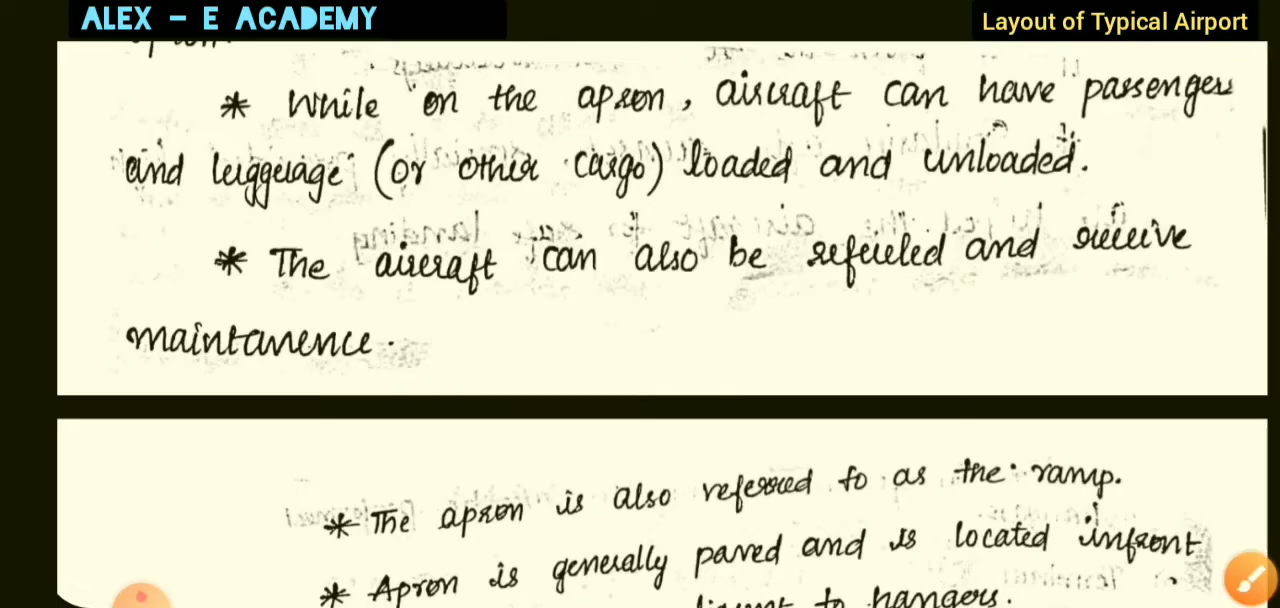 ALEX - E ACADEMY
Layout of Typical Airport
* While on the apron, aircraft can have passengers
and luggage (or other cargo) loaded and unloaded.
* The aircraft can also be refueled and receive
maintanence.
* The apron is also referred to as the ramp.
* Apron is generally paved and is located infront
to hangers.